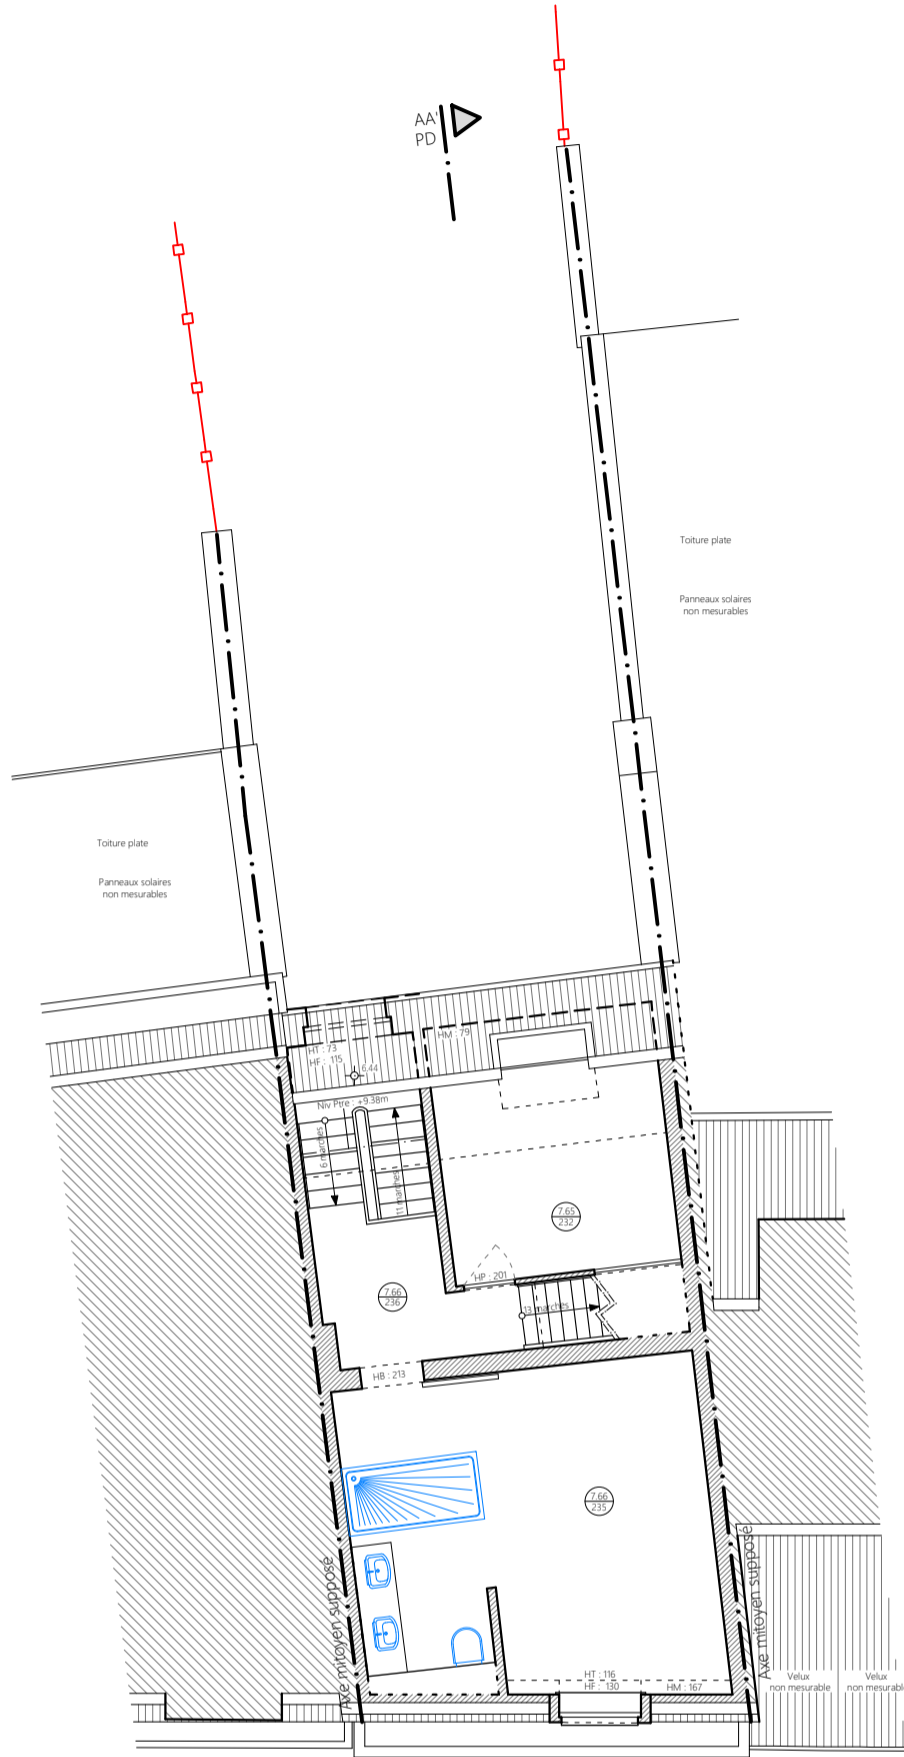 AA'
PD
Toiture plate
Panneaux solaires
non mesurables
Toiture plate
Panneaux solaires
non mesurables
HT : 73
HF : 115
HM : 79
6.44
Niv Ptre : +9.38m
6 marches
11 marches
7.65
232
HP : 201
7.66
236
13 marches
HB : 213
7.66
235
Axe mitoyen supposé
Axe mitoyen supposé
HT : 116
HF : 130
HM : 167
Velux
non mesurable
Velux
non mesurable